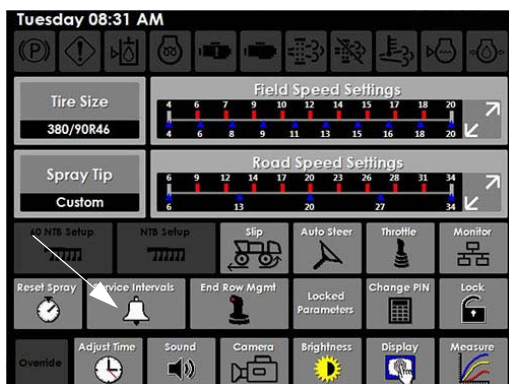 Tuesday 08:31 AM
(P)
Tire Size
380/90R46
Field Speed Settings
4 6 7 9 10 12 14 15 17 18 20
4 6 8 9 11 13 15 16 18 20
Spray Tip
Custom
Road Speed Settings
6 9 12 14 17 20 23 26 28 31 34
6 13 20 27 34
60 NTB Setup
NTB Setup
Slip
Auto Steer
Throttle
Monitor
Reset Spray
Service Intervals
End Row Mgmt
Locked
Parameters
Change PIN
Lock
Override
Adjust Time
Sound
Camera
Brightness
Display
Measure